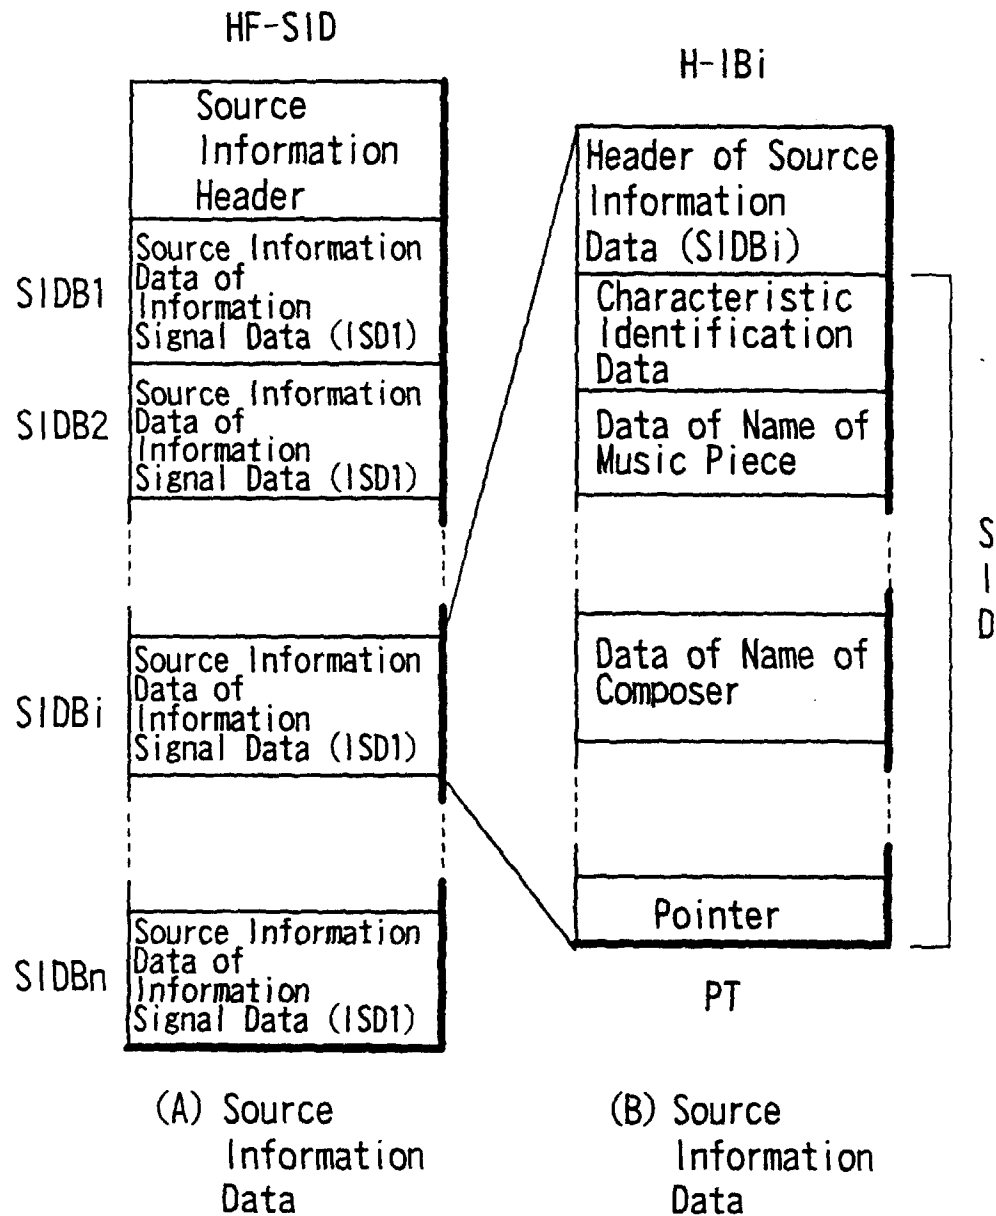 HF-SID
Source
Information
Header
SIDB1
Source Information
Data of
Information
Signal Data (ISD1)
SIDB2
Source Information
Data of
Information
Signal Data (ISD1)
SIDBi
Source Information
Data of
Information
Signal Data (ISD1)
SIDBn
Source Information
Data of
Information
Signal Data (ISD1)
(A) Source
Information
Data
H-IBi
Header of Source
Information
Data (SIDBi)
Characteristic
Identification
Data
Data of Name of
Music Piece
Data of Name of
Composer
Pointer
PT
SID
(B) Source
Information
Data